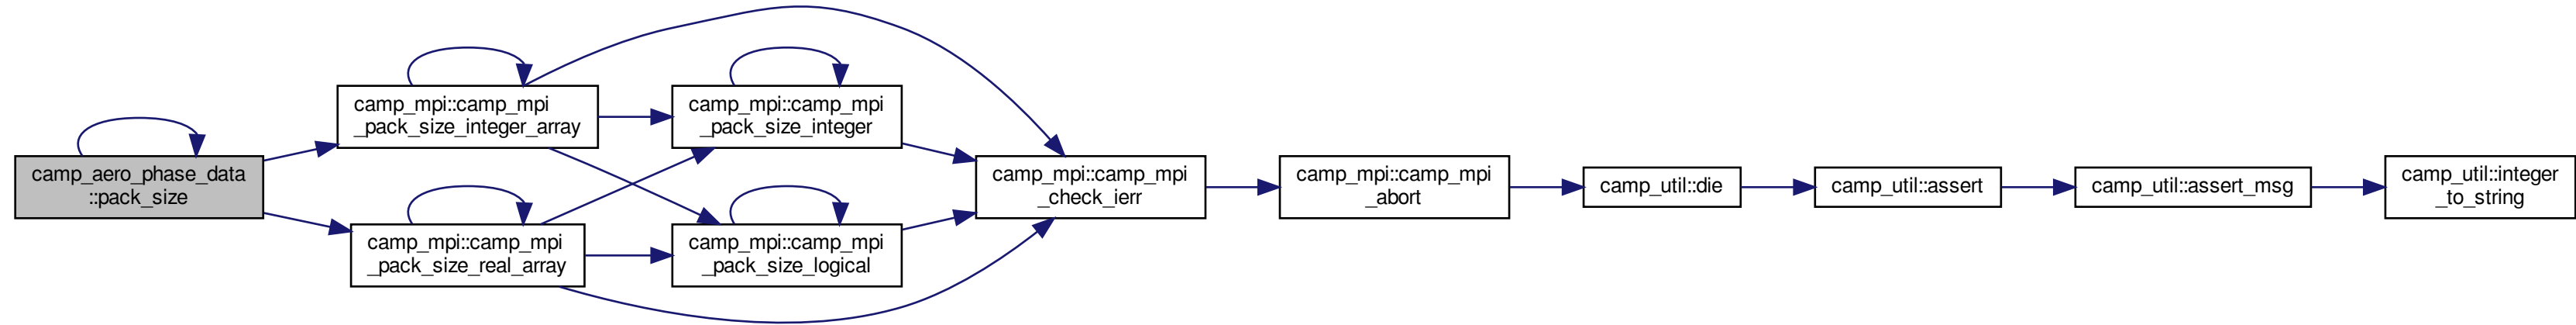 camp_aero_phase_data
::pack_size
camp_mpi::camp_mpi
_pack_size_integer_array
camp_mpi::camp_mpi
_pack_size_real_array
camp_mpi::camp_mpi
_pack_size_integer
camp_mpi::camp_mpi
_pack_size_logical
camp_mpi::camp_mpi
_check_ierr
camp_mpi::camp_mpi
_abort
camp_util::die
camp_util::assert
camp_util::assert_msg
camp_util::integer
_to_string